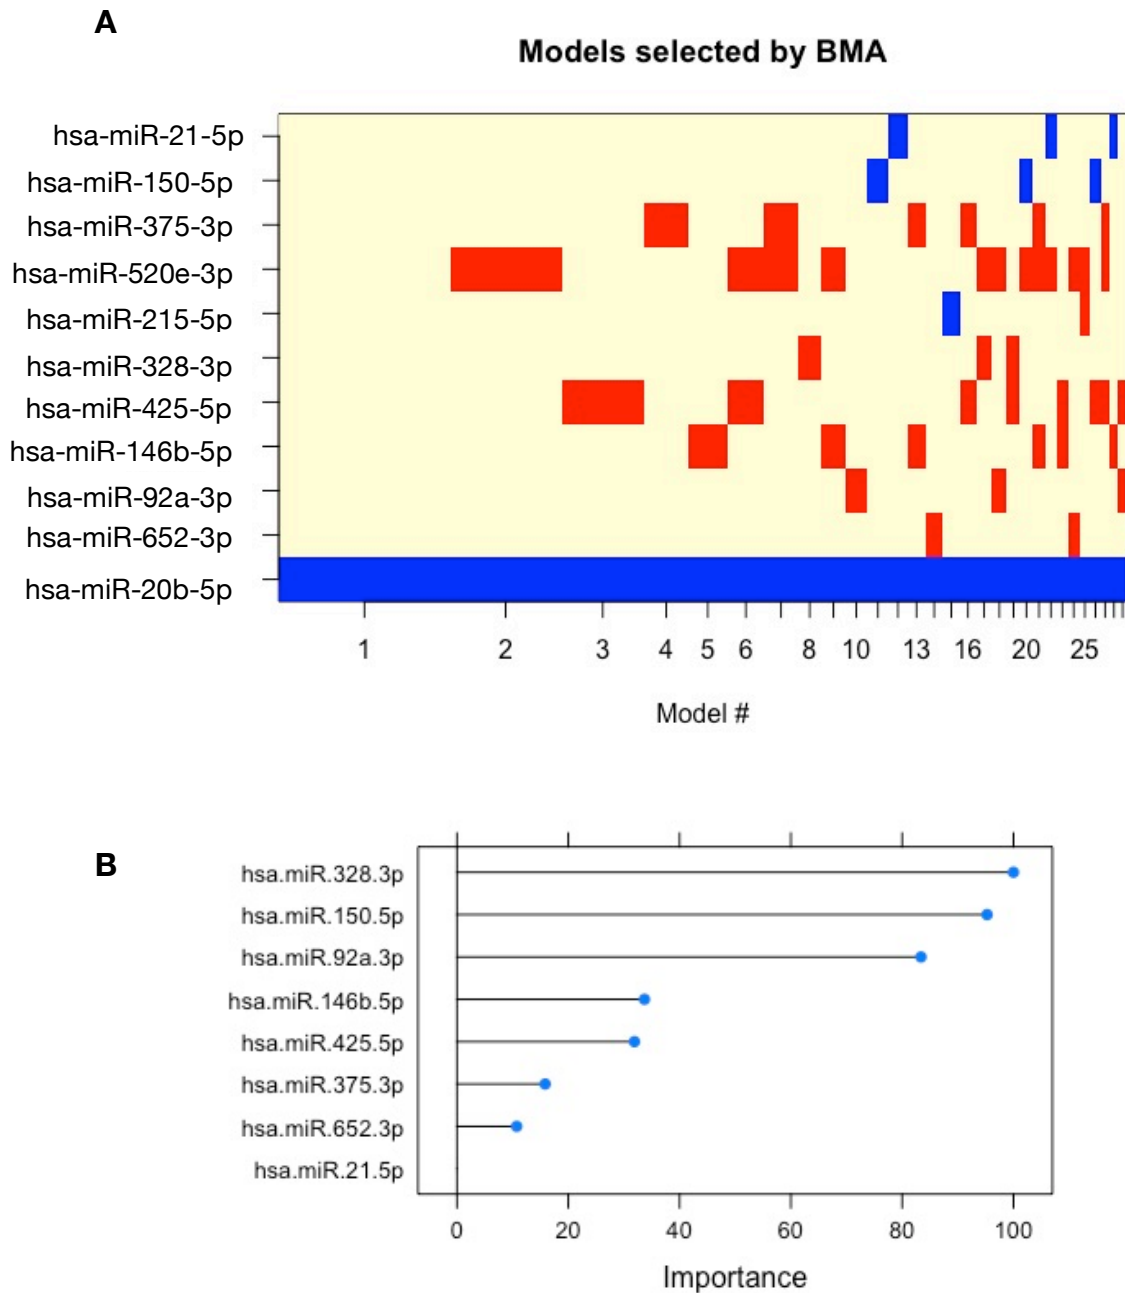 A
Models selected by BMA
hsa-miR-21-5p
hsa-miR-150-5p
hsa-miR-375-3p
hsa-miR-520e-3p
hsa-miR-215-5p
hsa-miR-328-3p
hsa-miR-425-5p
hsa-miR-146b-5p
hsa-miR-92a-3p
hsa-miR-652-3p
hsa-miR-20b-5p
1 2 3 4 5 6 8 10 13 16 20 25
Model #
B
hsa.miR.328.3p
hsa.miR.150.5p
hsa.miR.92a.3p
hsa.miR.146b.5p
hsa.miR.425.5p
hsa.miR.375.3p
hsa.miR.652.3p
hsa.miR.21.5p
0 20 40 60 80 100
Importance